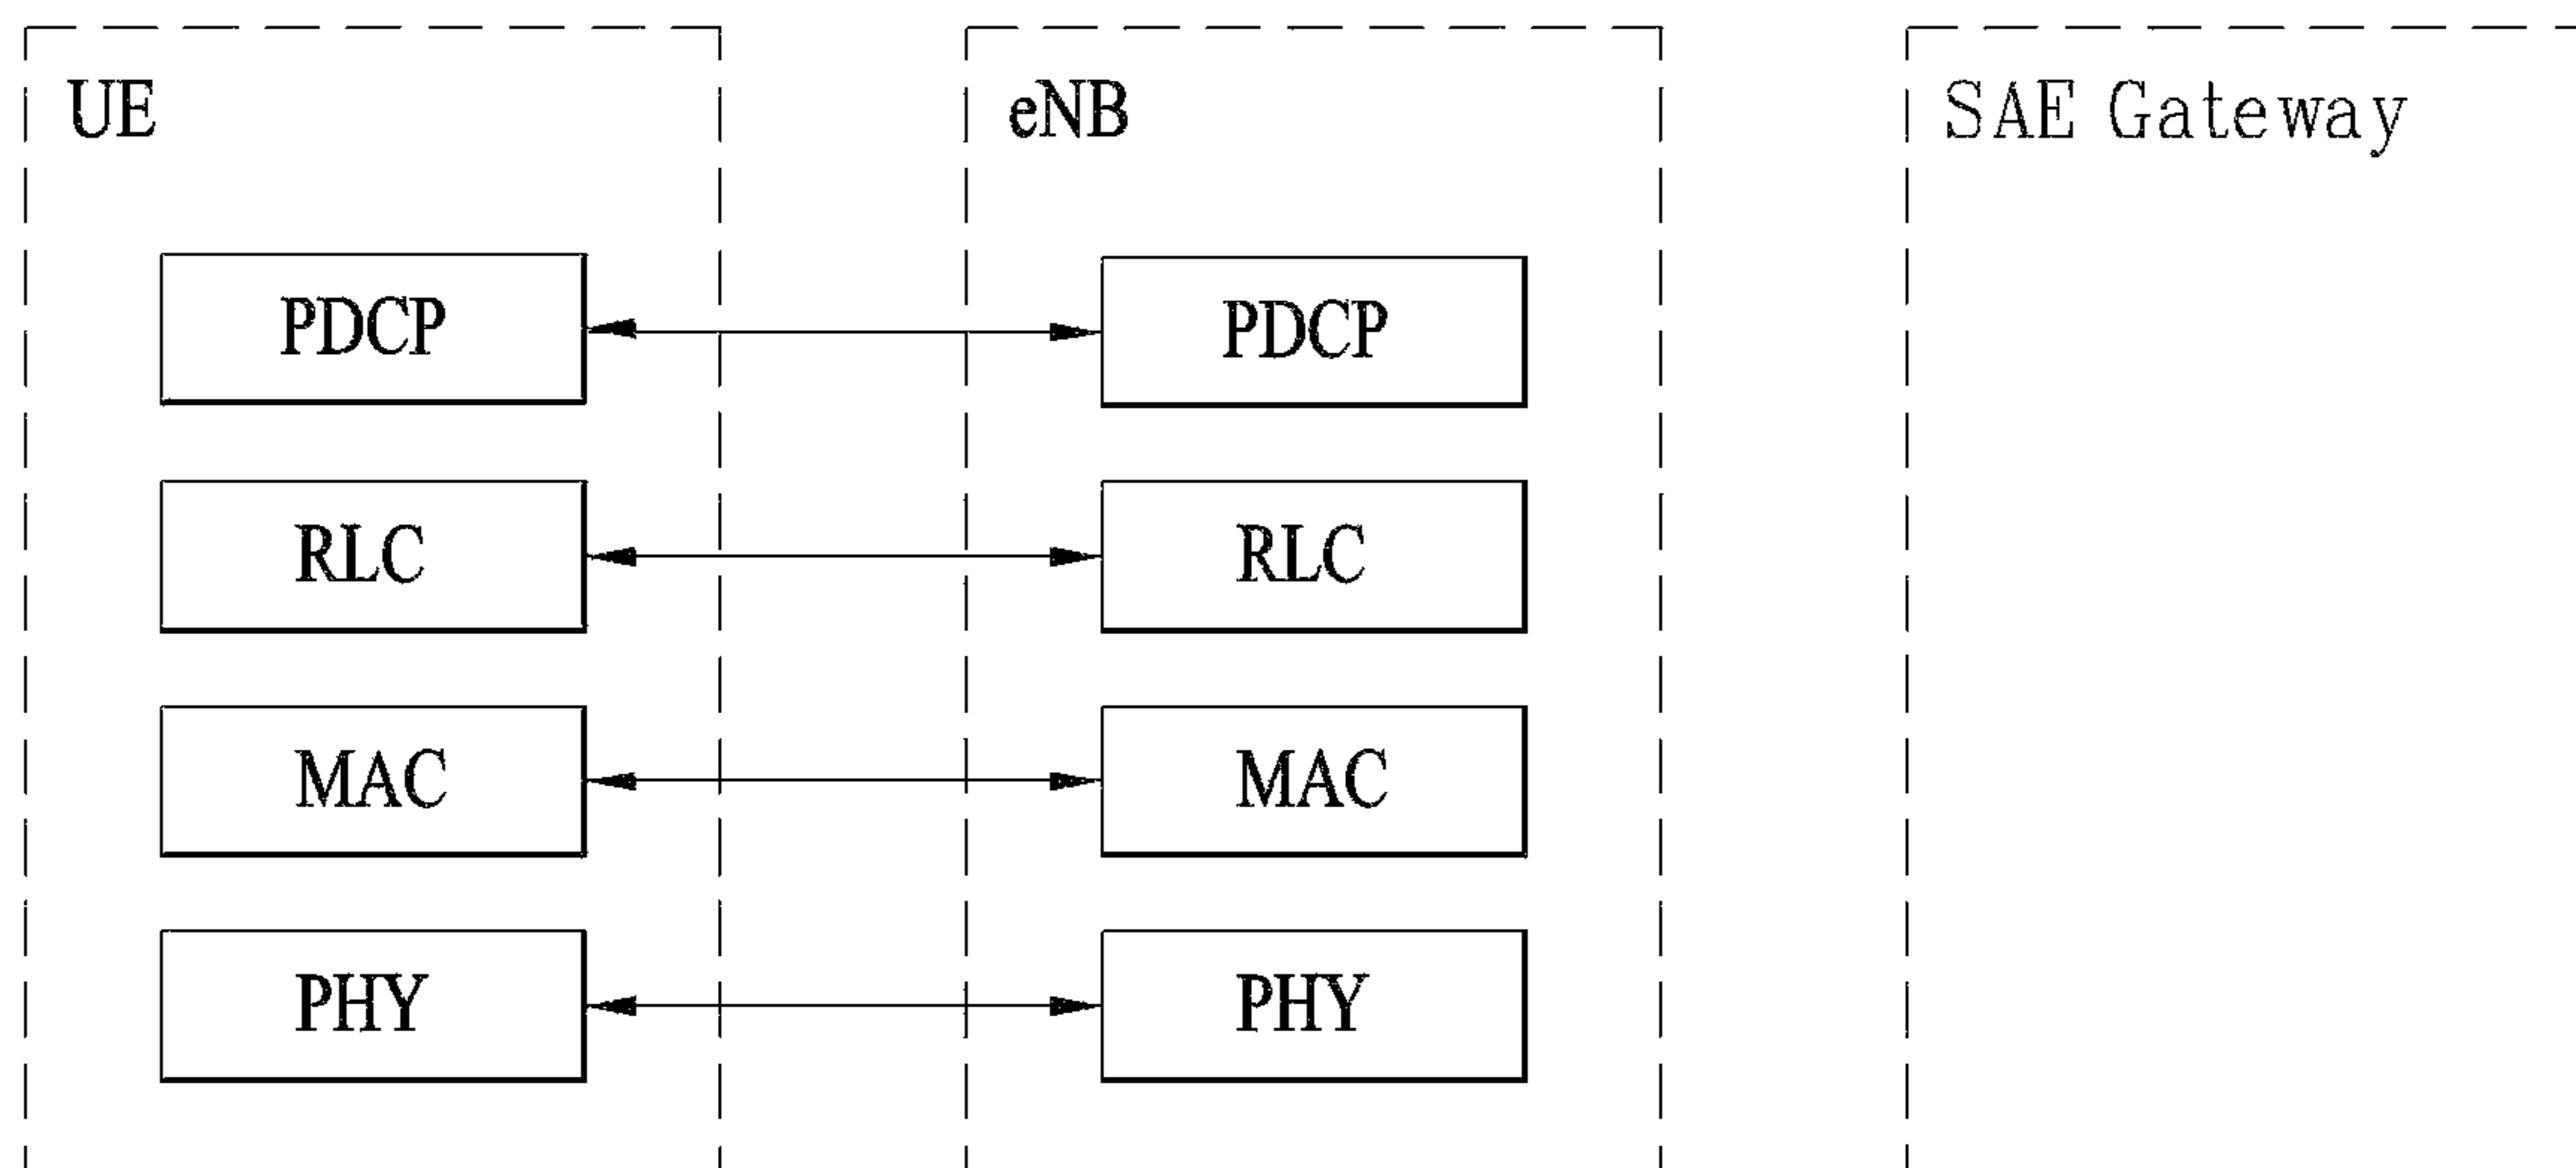 UE
eNB
SAE Gateway
PDCP
PDCP
RLC
RLC
MAC
MAC
PHY
PHY